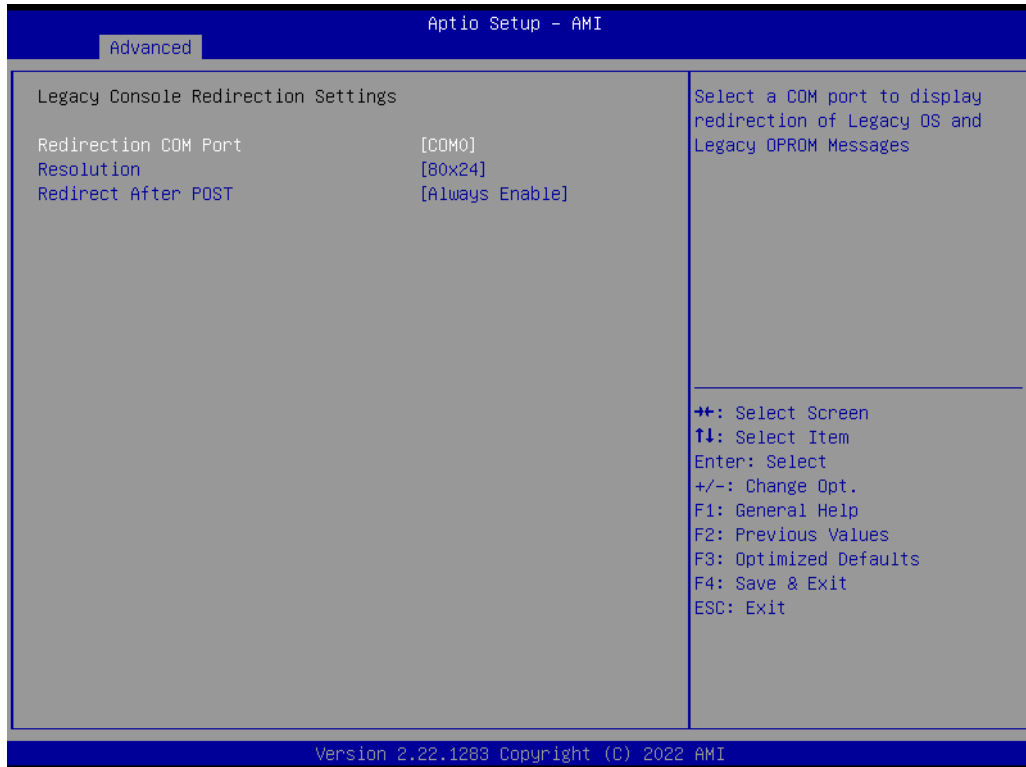 Aptio Setup – AMI
Advanced
Legacy Console Redirection Settings
Redirection COM Port [COM0]
Resolution [80x24]
Redirect After POST [Always Enable]
Select a COM port to display
redirection of Legacy OS and
Legacy OPROM Messages
→←: Select Screen
↑↓: Select Item
Enter: Select
+/-: Change Opt.
F1: General Help
F2: Previous Values
F3: Optimized Defaults
F4: Save & Exit
ESC: Exit
Version 2.22.1283 Copyright (C) 2022 AMI